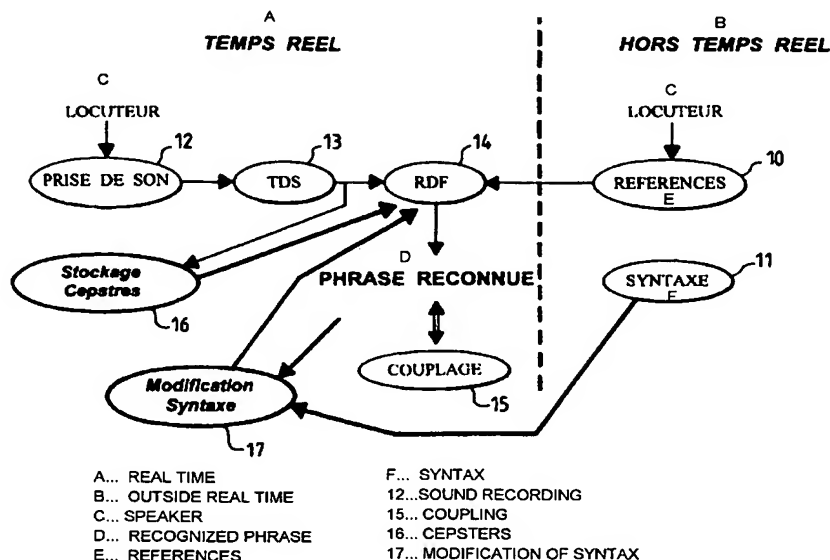 A
TEMPS REEL
B
HORS TEMPS REEL
C
LOCUTEUR
C
LOCUTEUR
12
13
14
10
PRISE DE SON
TDS
RDF
REFERENCES
E
D
PHRASE RECONNUE
11
SYNTAXE
F
Stockage
Cepstres
16
COUPLAGE
15
Modification
Syntaxe
17
A... REAL TIME
B... OUTSIDE REAL TIME
C... SPEAKER
D... RECOGNIZED PHRASE
E... REFERENCES
F... SYNTAX
12...SOUND RECORDING
15...COUPLING
16...CEPSTERS
17...MODIFICATION OF SYNTAX